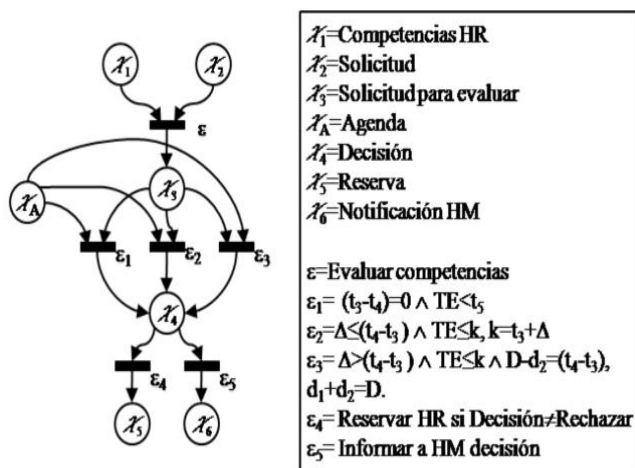 𝒳1
𝒳2
ε
𝒳A
𝒳3
ε1
ε2
ε3
𝒳4
ε4
ε5
𝒳5
𝒳6
𝒳1=Competencias HR
𝒳2=Solicitud
𝒳3=Solicitud para evaluar
𝒳A=Agenda
𝒳4=Decisión
𝒳5=Reserva
𝒳6=Notificación HM
ε=Evaluar competencias
ε1= (t3-t4)=0 ∧ TE<t5
ε2=Δ≤(t4-t3) ∧ TE≤k, k=t3+Δ
ε3=Δ>(t4-t3) ∧ TE≤k ∧ D-d2=(t4-t3),
d1+d2=D.
ε4= Reservar HR si Decisión≠Rechazar
ε5=Informar a HM decisión